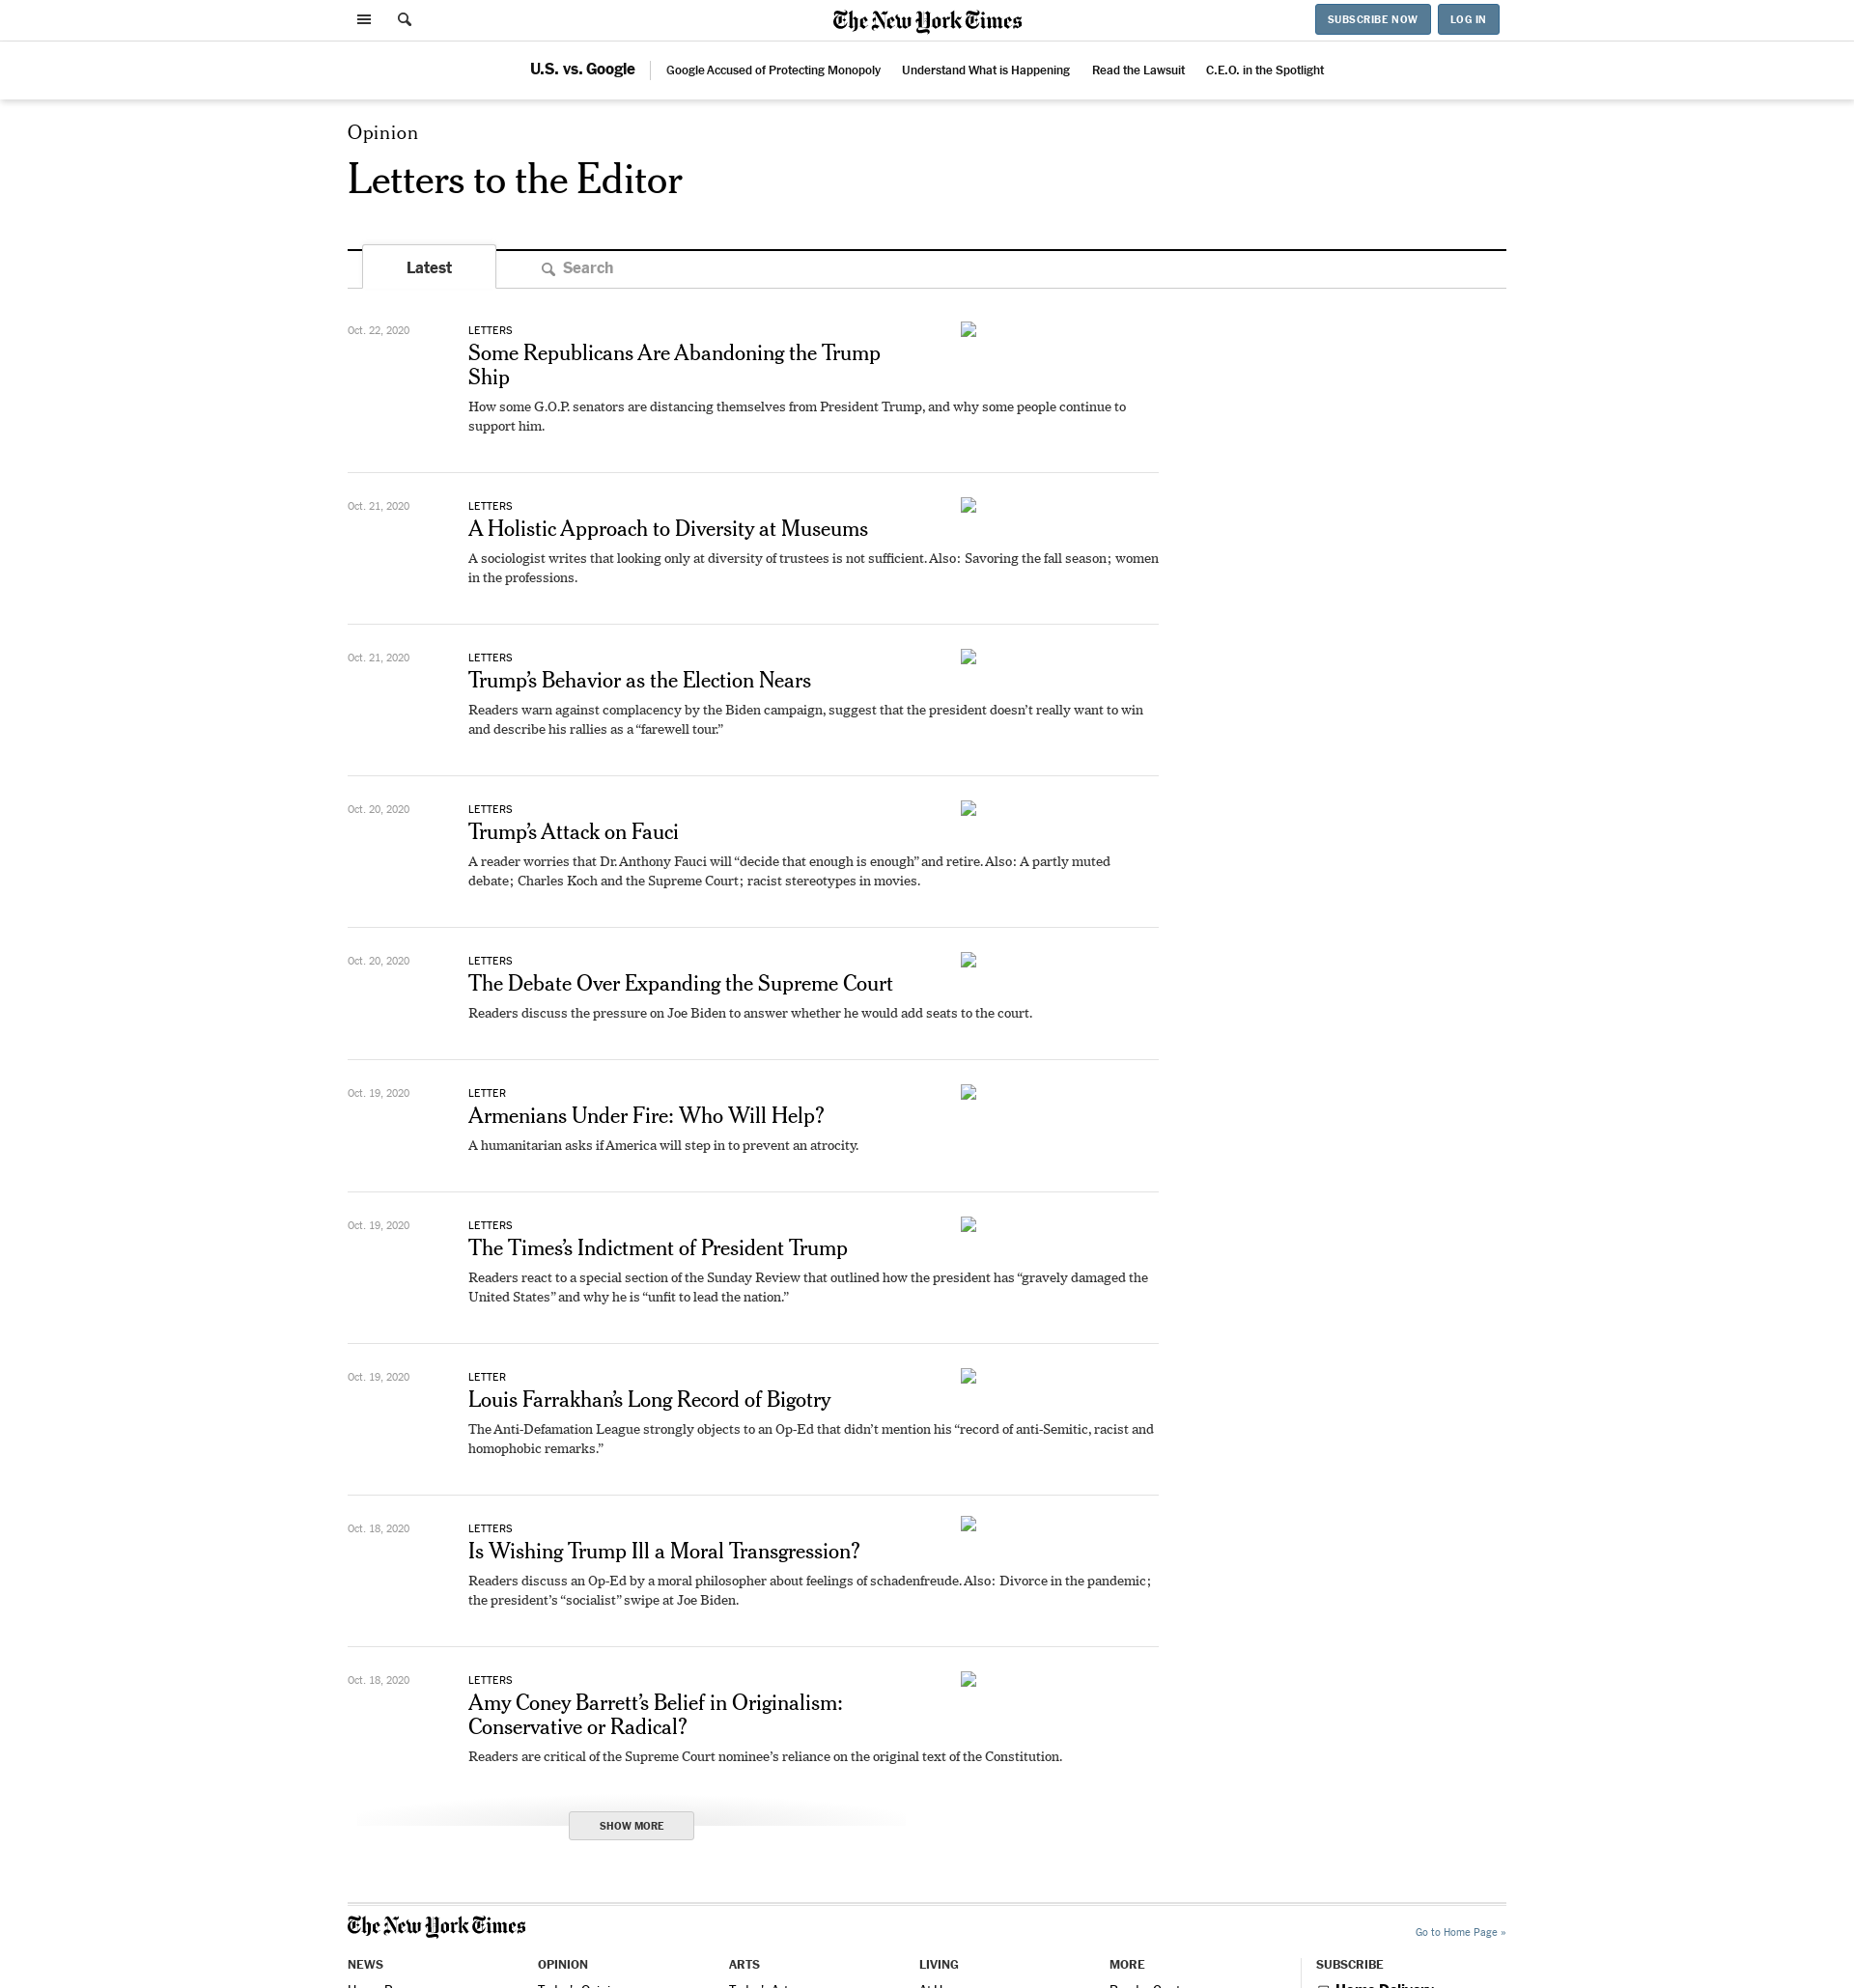 The New York Times
SUBSCRIBE NOW
LOG IN
U.S. vs. Google
Google Accused of Protecting Monopoly
Understand What is Happening
Read the Lawsuit
C.E.O. in the Spotlight
Opinion
Letters to the Editor
Latest
Search
Oct. 22, 2020
LETTERS
Some Republicans Are Abandoning the Trump
Ship
How some G.O.P. senators are distancing themselves from President Trump, and why some people continue to
support him.
Oct. 21, 2020
LETTERS
A Holistic Approach to Diversity at Museums
A sociologist writes that looking only at diversity of trustees is not sufficient. Also: Savoring the fall season; women
in the professions.
Oct. 21, 2020
LETTERS
Trump’s Behavior as the Election Nears
Readers warn against complacency by the Biden campaign, suggest that the president doesn’t really want to win
and describe his rallies as a “farewell tour.”
Oct. 20, 2020
LETTERS
Trump’s Attack on Fauci
A reader worries that Dr. Anthony Fauci will “decide that enough is enough” and retire. Also: A partly muted
debate; Charles Koch and the Supreme Court; racist stereotypes in movies.
Oct. 20, 2020
LETTERS
The Debate Over Expanding the Supreme Court
Readers discuss the pressure on Joe Biden to answer whether he would add seats to the court.
Oct. 19, 2020
LETTER
Armenians Under Fire: Who Will Help?
A humanitarian asks if America will step in to prevent an atrocity.
Oct. 19, 2020
LETTERS
The Times’s Indictment of President Trump
Readers react to a special section of the Sunday Review that outlined how the president has “gravely damaged the
United States” and why he is “unfit to lead the nation.”
Oct. 19, 2020
LETTER
Louis Farrakhan’s Long Record of Bigotry
The Anti-Defamation League strongly objects to an Op-Ed that didn’t mention his “record of anti-Semitic, racist and
homophobic remarks.”
Oct. 18, 2020
LETTERS
Is Wishing Trump Ill a Moral Transgression?
Readers discuss an Op-Ed by a moral philosopher about feelings of schadenfreude. Also: Divorce in the pandemic;
the president’s “socialist” swipe at Joe Biden.
Oct. 18, 2020
LETTERS
Amy Coney Barrett’s Belief in Originalism:
Conservative or Radical?
Readers are critical of the Supreme Court nominee’s reliance on the original text of the Constitution.
SHOW MORE
The New York Times
Go to Home Page »
NEWS
OPINION
ARTS
LIVING
MORE
SUBSCRIBE